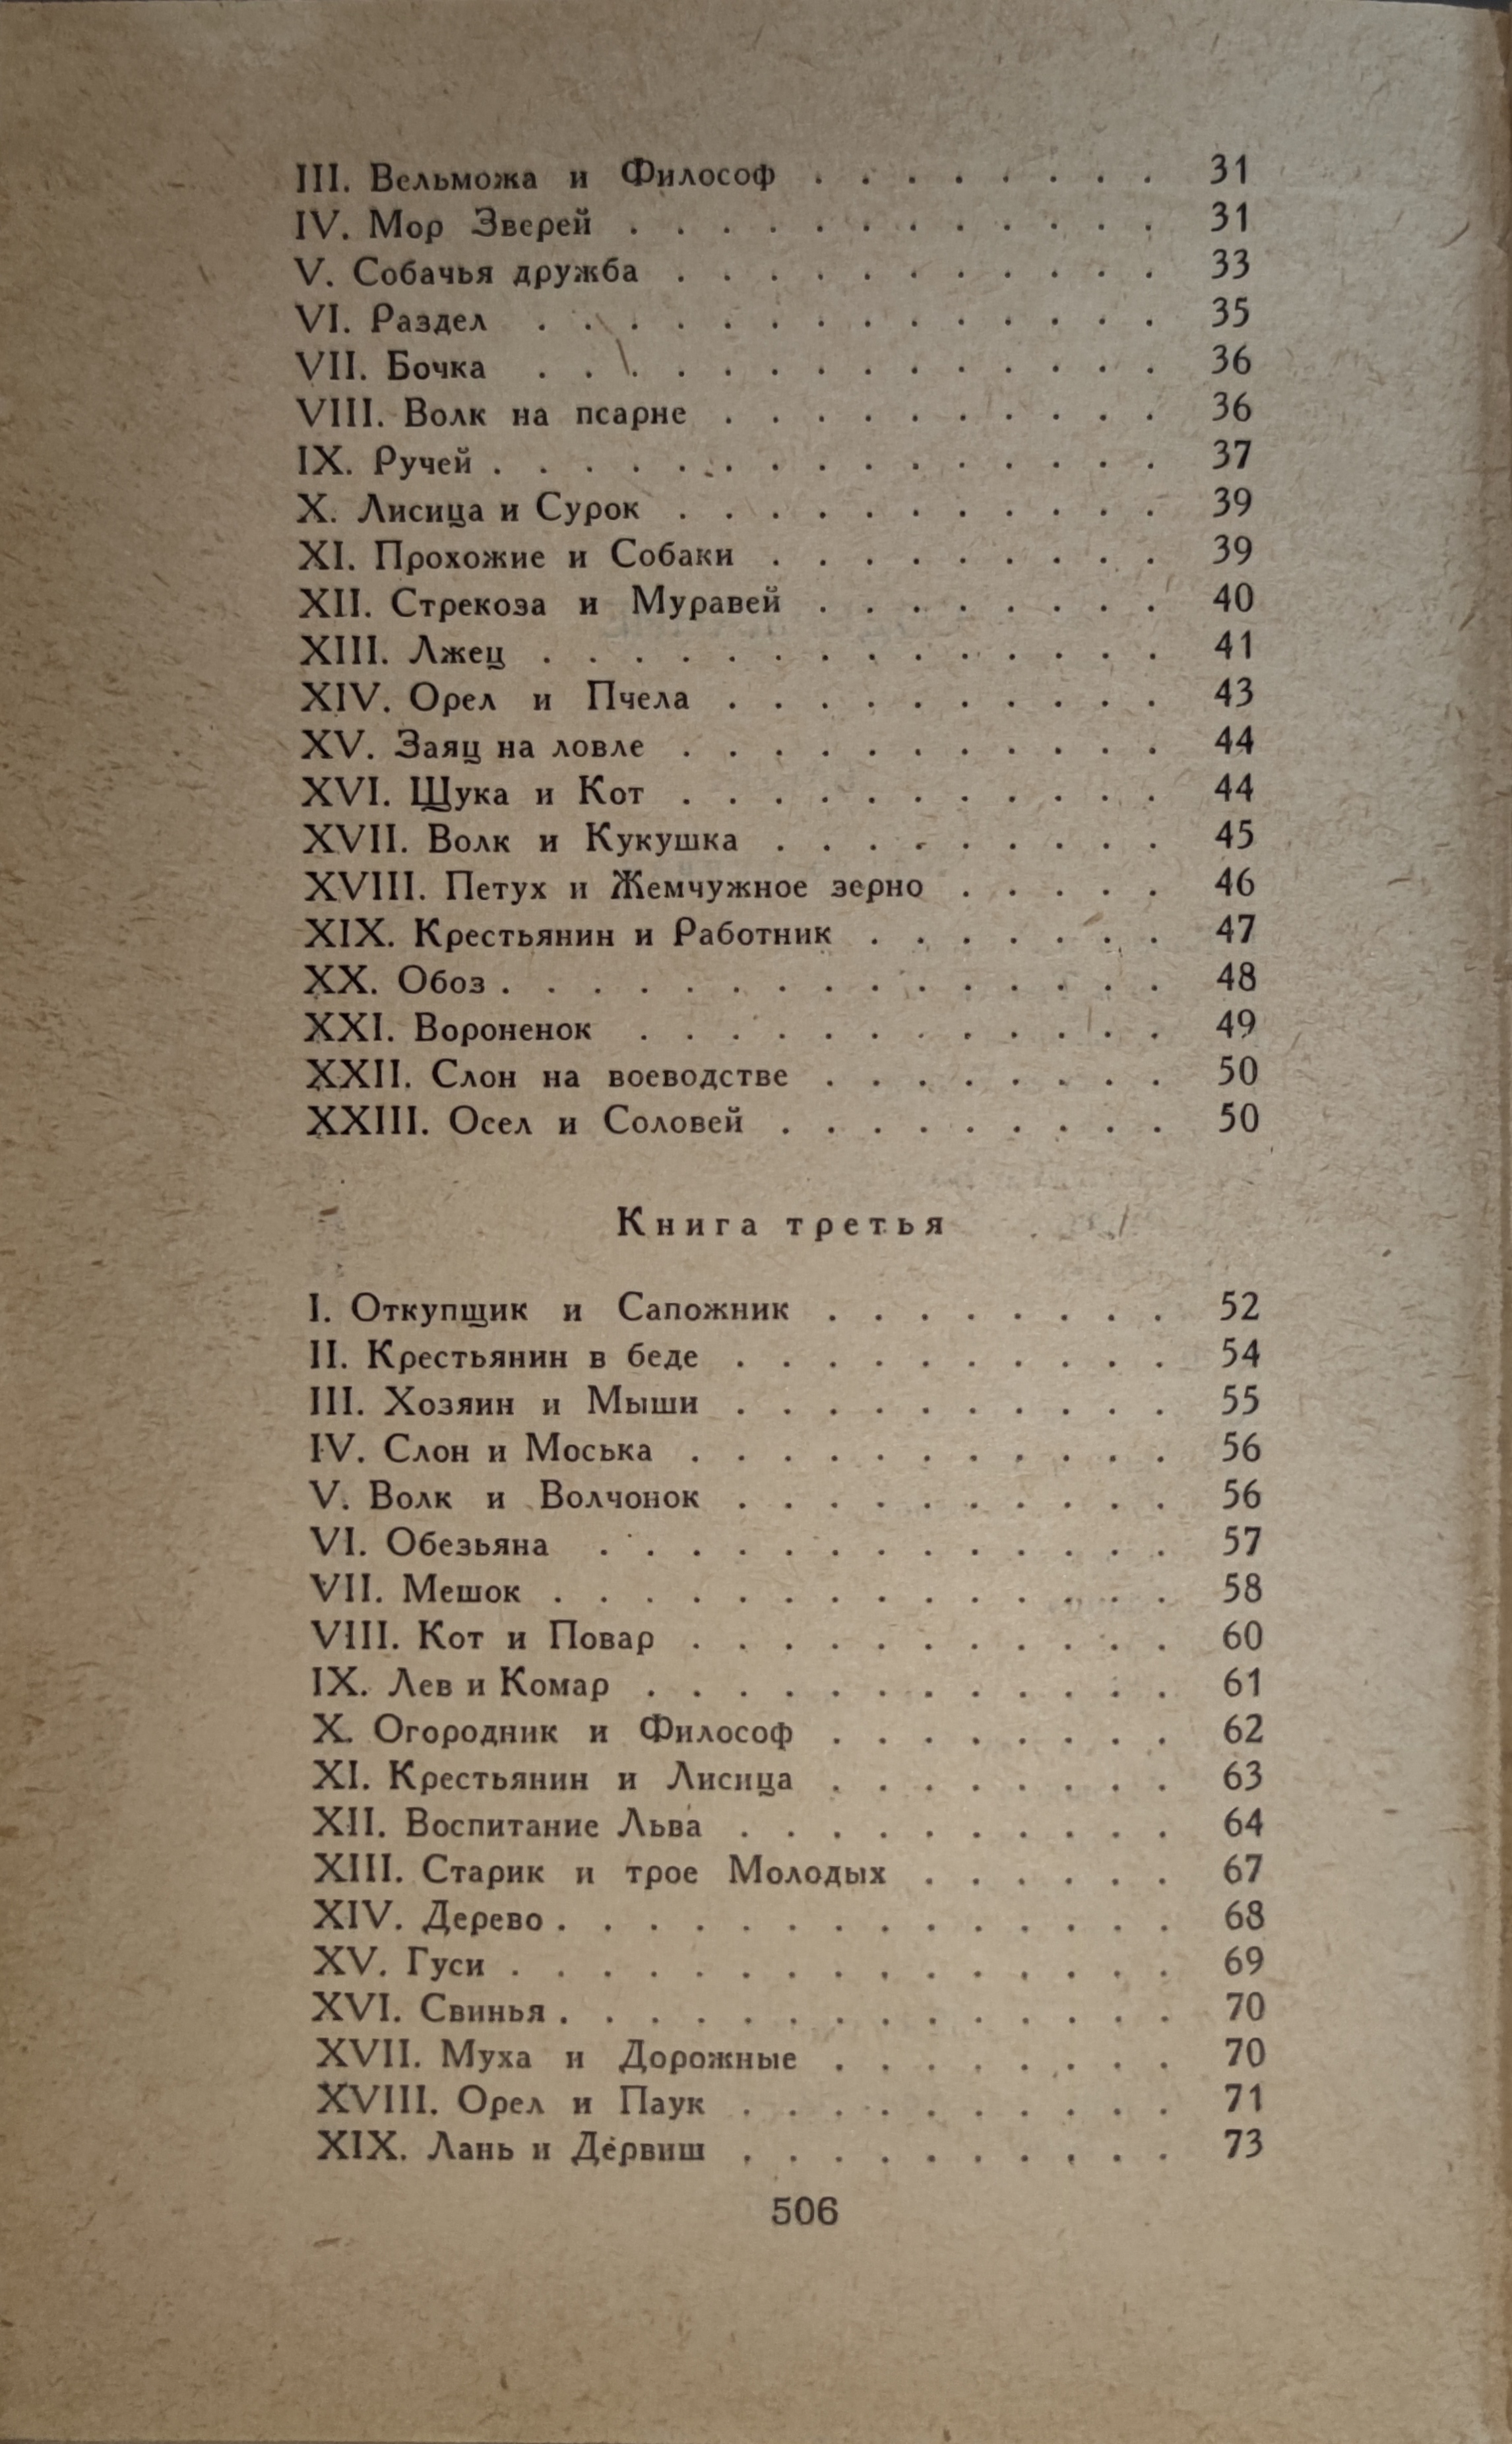 III. Вельможа и Философ . . . . . . . . 31
IV. Мор Зверей . . . . . . . . . . . . 31
V. Собачья дружба . . . . . . . . . . . 33
VI. Раздел . . . . . . . . . . . . . . 35
VII. Бочка . . . . . . . . . . . . . . 36
VIII. Волк на псарне . . . . . . . . . . 36
IX. Ручей . . . . . . . . . . . . . . . 37
X. Лисица и Сурок . . . . . . . . . . . 39
XI. Прохожие и Собаки . . . . . . . . . 39
XII. Стрекоза и Муравей . . . . . . . . 40
XIII. Лжец . . . . . . . . . . . . . . 41
XIV. Орел и Пчела . . . . . . . . . . 43
XV. Заяц на ловле . . . . . . . . . . . 44
XVI. Щука и Кот . . . . . . . . . . . 44
XVII. Волк и Кукушка . . . . . . . . . 45
XVIII. Петух и Жемчужное зерно . . . . . 46
XIX. Крестьянин и Работник . . . . . . . 47
XX. Обоз . . . . . . . . . . . . . . . 48
XXI. Вороненок . . . . . . . . . . . . 49
XXII. Слон на воеводстве . . . . . . . . 50
XXIII. Осел и Соловей . . . . . . . . . 50
Книга третья
I. Откупщик и Сапожник . . . . . . . . 52
II. Крестьянин в беде . . . . . . . . . . 54
III. Хозяин и Мыши . . . . . . . . . . 55
IV. Слон и Моська . . . . . . . . . . . 56
V. Волк и Волчонок . . . . . . . . . . 56
VI. Обезьяна . . . . . . . . . . . . . 57
VII. Мешок . . . . . . . . . . . . . . 58
VIII. Кот и Повар . . . . . . . . . . . 60
IX. Лев и Комар . . . . . . . . . . . . 61
X. Огородник и Философ . . . . . . . . 62
XI. Крестьянин и Лисица . . . . . . . . 63
XII. Воспитание Льва . . . . . . . . . . 64
XIII. Старик и трое Молодых . . . . . . 67
XIV. Дерево . . . . . . . . . . . . . . 68
XV. Гуси . . . . . . . . . . . . . . . 69
XVI. Свинья . . . . . . . . . . . . . . 70
XVII. Муха и Дорожные . . . . . . . . 70
XVIII. Орел и Паук . . . . . . . . . . 71
XIX. Лань и Дервиш . . . . . . . . . . 73
506